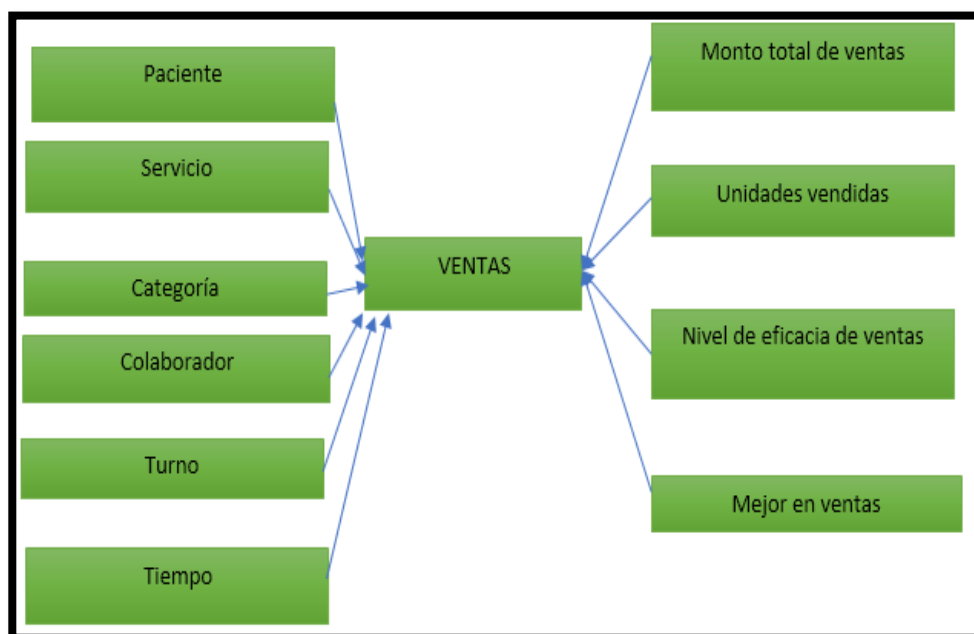 Paciente
Servicio
Categoría
Colaborador
Turno
Tiempo
VENTAS
Monto total de ventas
Unidades vendidas
Nivel de eficacia de ventas
Mejor en ventas